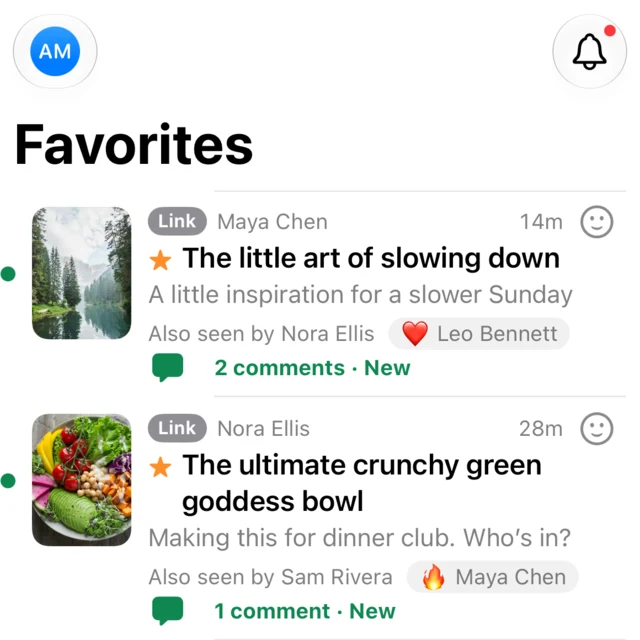 AM
Favorites
Link Maya Chen 14m
The little art of slowing down
A little inspiration for a slower Sunday
Also seen by Nora Ellis ❤️ Leo Bennett
2 comments · New
Link Nora Ellis 28m
The ultimate crunchy green
goddess bowl
Making this for dinner club. Who’s in?
Also seen by Sam Rivera 🔥 Maya Chen
1 comment · New